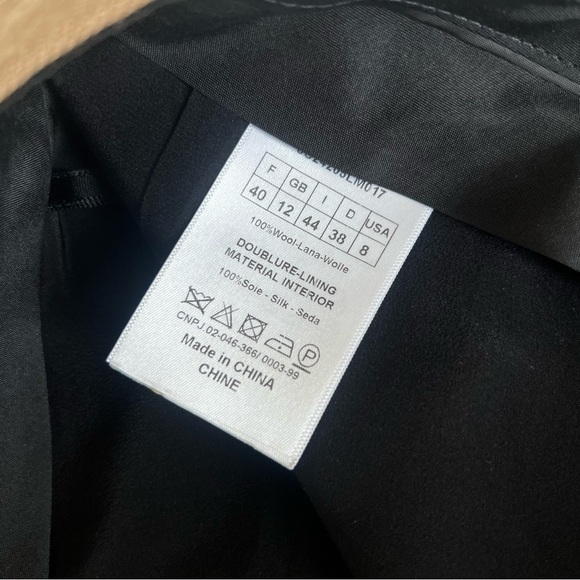 F GB I D USA
40 12 44 38 8
100%Wool-Lana-Wolle
DOUBLURE-LINING
MATERIAL INTERIOR
100%Soie - Silk - Seda
P
CNPJ.02-046-366/ 0003-99
Made in CHINA
CHINE